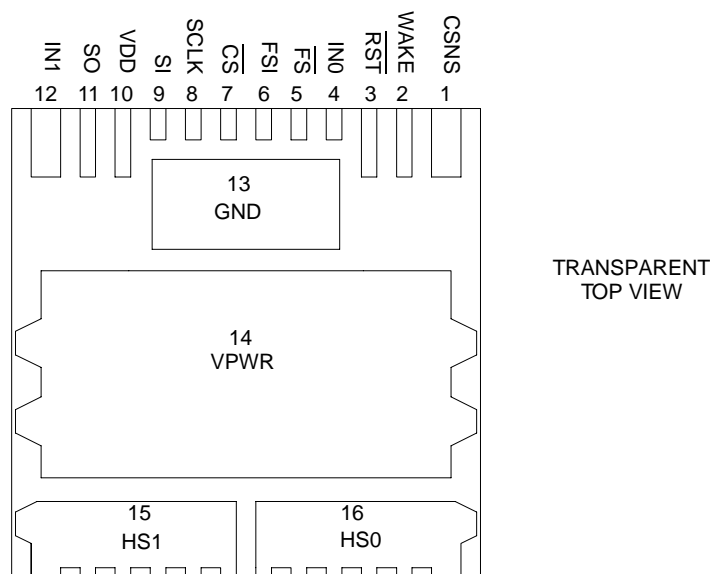 IN1 SO VDD SI SCLK CS FSI FS IN0 RST WAKE CSNS
12 11 10 9 8 7 6 5 4 3 2 1
13
GND
TRANSPARENT
TOP VIEW
14
VPWR
15
HS1
16
HS0